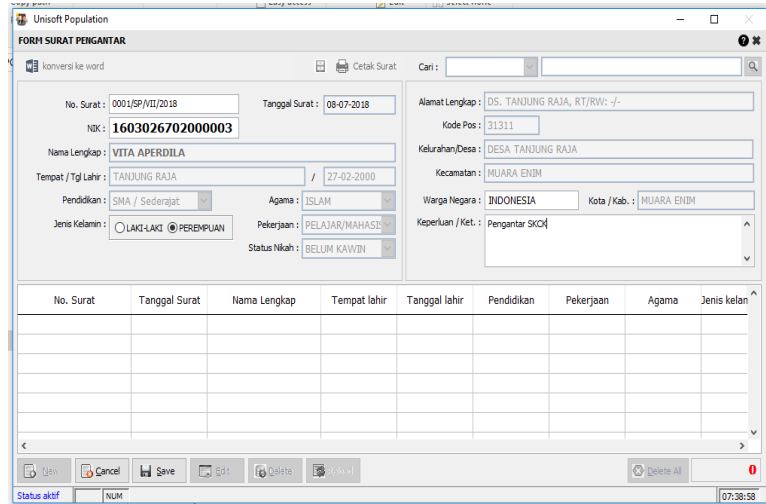 Unisoft Population
FORM SURAT PENGANTAR
konversi ke word
Cetak Surat
Cari :
No. Surat : 0001/SP/VII/2018
Tanggal Surat : 08-07-2018
NIK : 1603026702000003
Nama Lengkap : VITA APERDILA
Tempat / Tgl Lahir : TANJUNG RAJA / 27-02-2000
Pendidikan : SMA / Sederajat
Agama : ISLAM
Jenis Kelamin : LAKI-LAKI PEREMPUAN
Pekerjaan : PELAJAR/MAHASIS
Status Nikah : BELUM KAWIN
Alamat Lengkap : DS. TANJUNG RAJA, RT/RW: -/-
Kode Pos : 31311
Kelurahan/Desa : DESA TANJUNG RAJA
Kecamatan : MUARA ENIM
Warga Negara : INDONESIA Kota / Kab. : MUARA ENIM
Keperluan / Ket. : Pengantar SKCK
No. Surat Tanggal Surat Nama Lengkap Tempat lahir Tanggal lahir Pendidikan Pekerjaan Agama Jenis kelan
New Cancel Save Edit Delete Delete All 0
Status aktif NUM 07:38:58